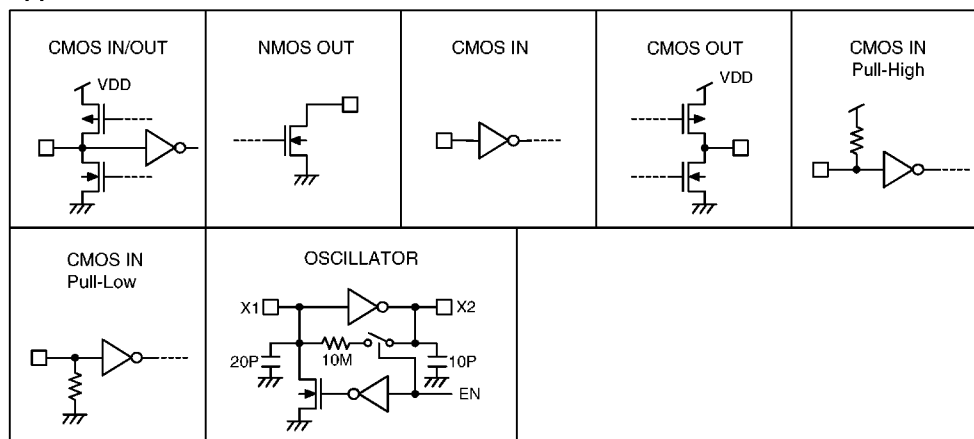 CMOS IN/OUT
VDD
NMOS OUT
CMOS IN
CMOS OUT
VDD
CMOS IN
Pull-High
CMOS IN
Pull-Low
OSCILLATOR
X1
X2
20P
10M
10P
EN